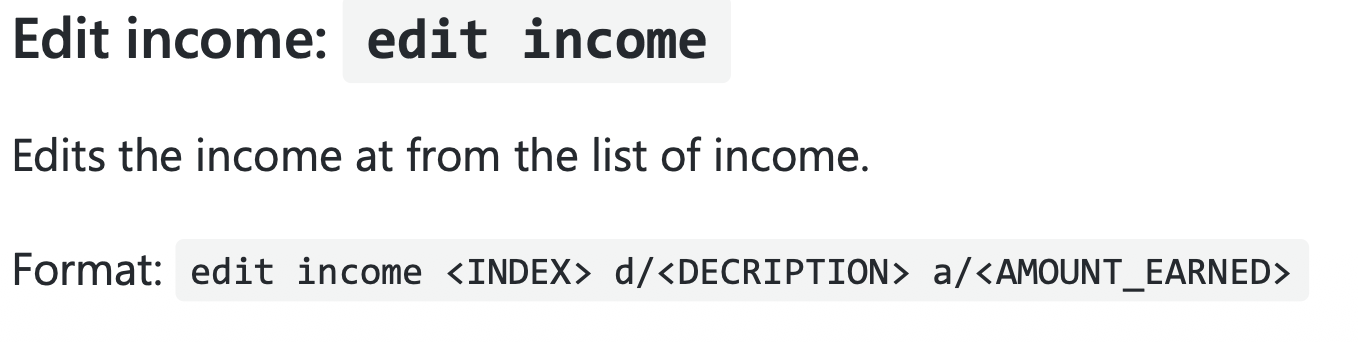 Edit income: edit income
Edits the income at from the list of income.
Format: edit income <INDEX> d/<DECRIPTION> a/<AMOUNT_EARNED>